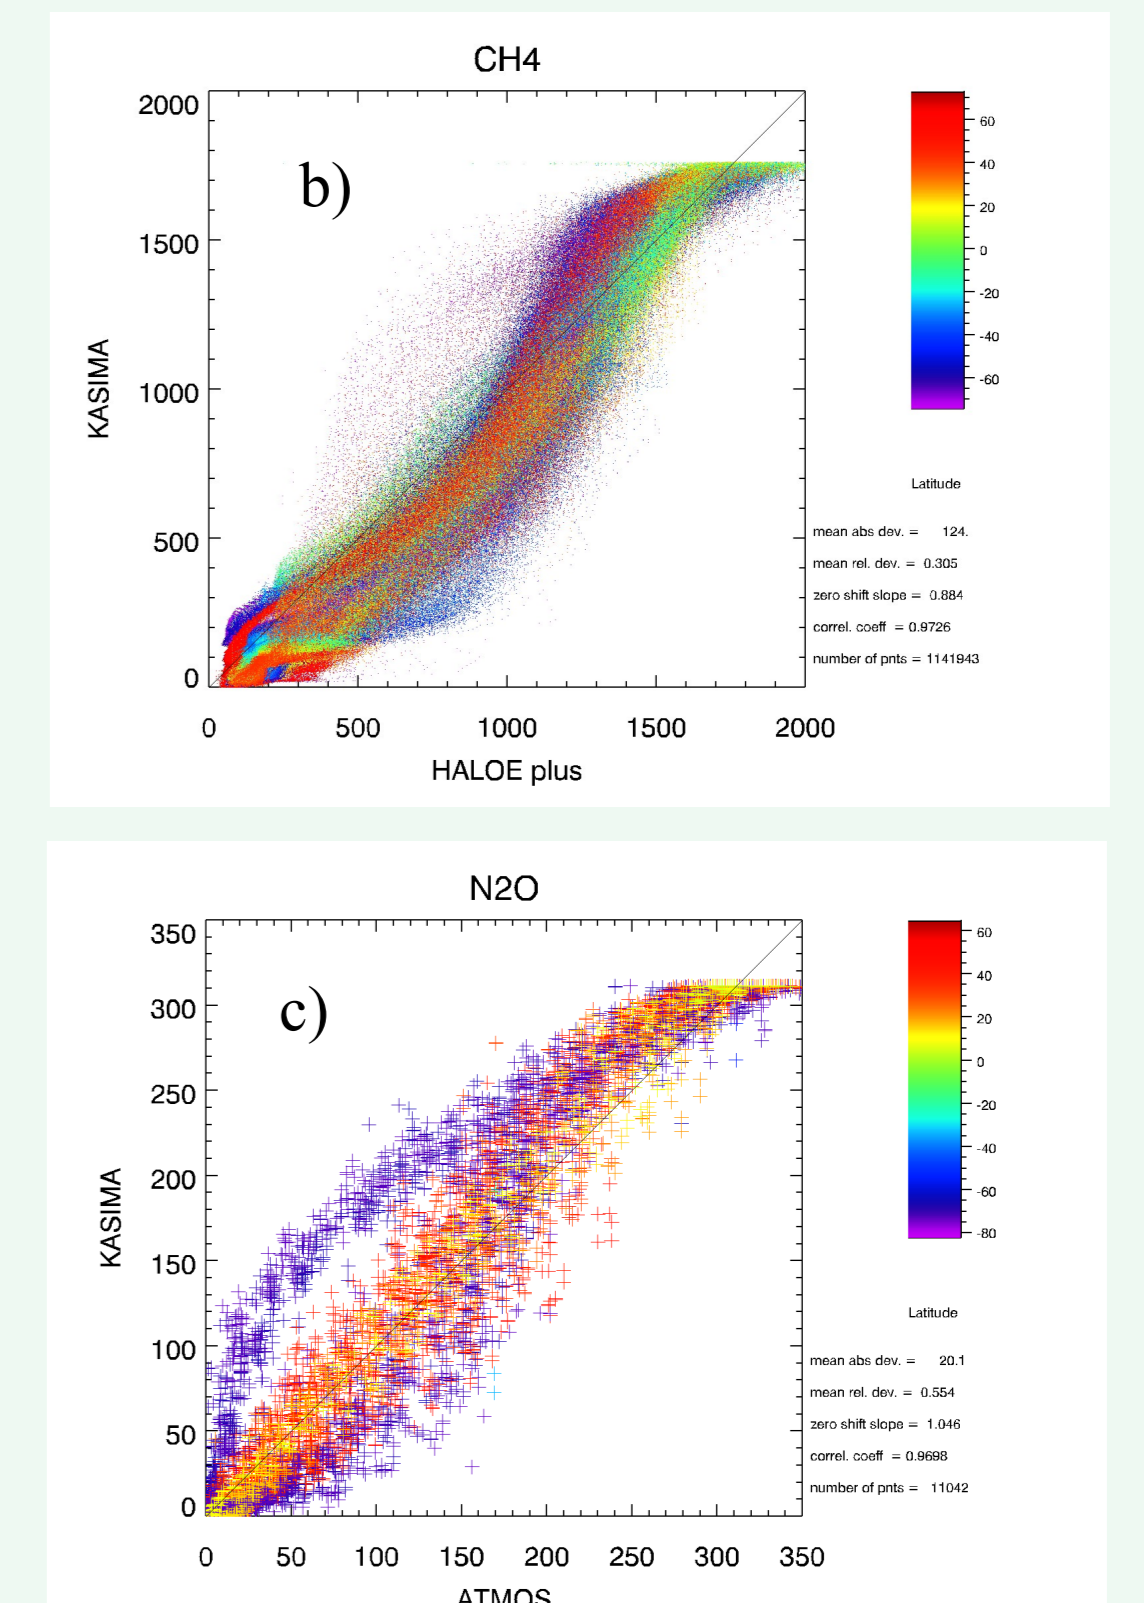 CH4
b)
2000
1500
1000
500
0
KASIMA
0 500 1000 1500 2000
HALOE plus
60
40
20
0
-20
-40
-60
Latitude
mean abs dev. = 124.
mean rel. dev. = 0.305
zero shift slope = 0.884
correl. coeff = 0.9726
number of pnts = 1141943
N2O
c)
350
300
250
200
150
100
50
0
KASIMA
0 50 100 150 200 250 300 350
ATMOS
60
40
20
0
-20
-40
-60
-80
Latitude
mean abs dev. = 20.1
mean rel. dev. = 0.554
zero shift slope = 1.046
correl. coeff = 0.9698
number of pnts = 11042